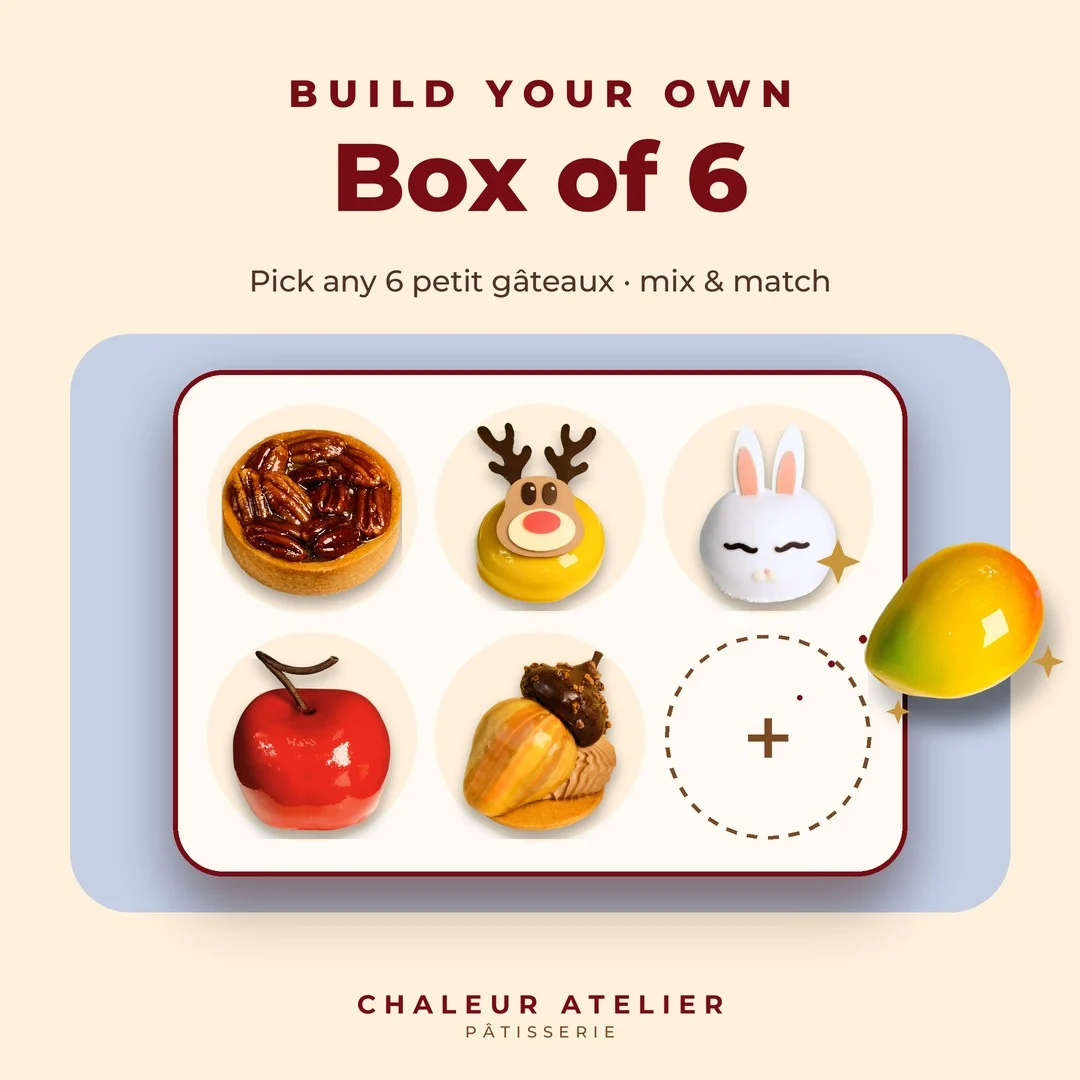 BUILD YOUR OWN
Box of 6
Pick any 6 petit gâteaux · mix & match
+
CHALEUR ATELIER
PÂTISSERIE